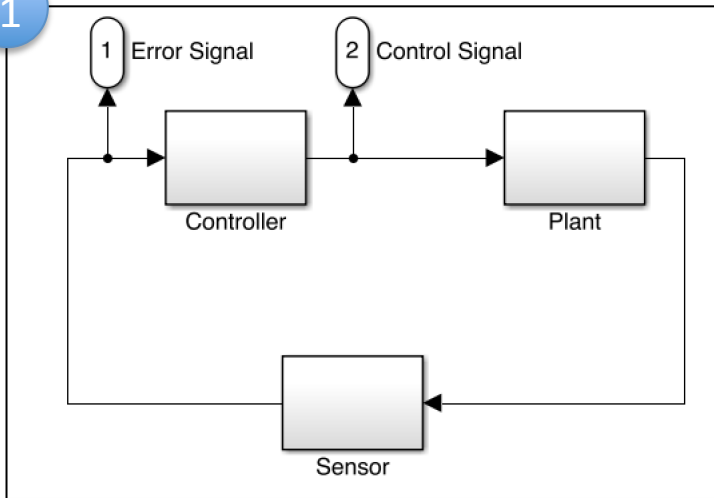 1
1 Error Signal
2 Control Signal
Controller
Plant
Sensor